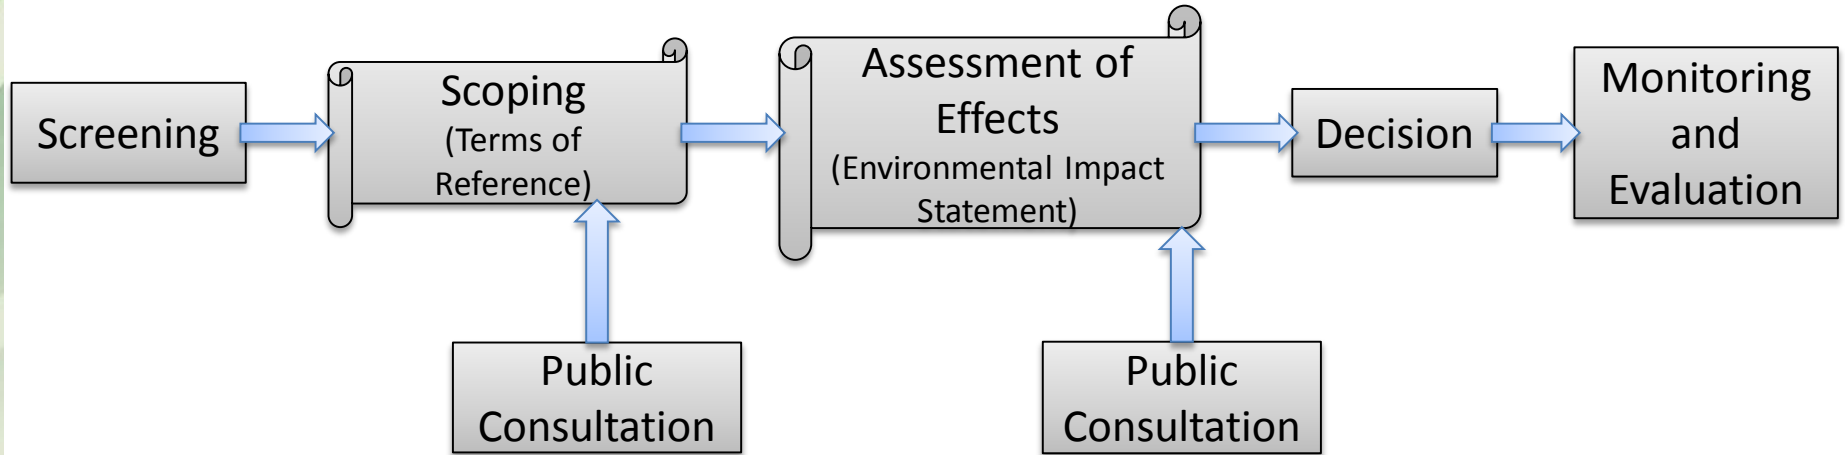 Screening
Scoping
(Terms of
Reference)
Assessment of
Effects
(Environmental Impact
Statement)
Decision
Monitoring
and
Evaluation
Public
Consultation
Public
Consultation